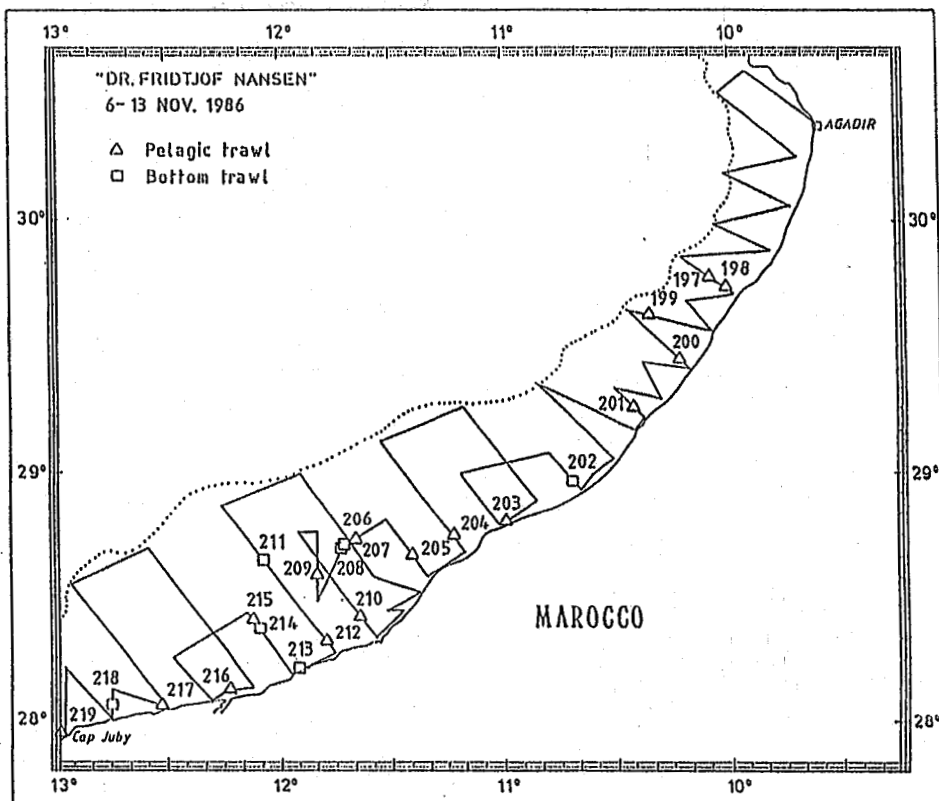 13° 12° 11° 10°
"DR. FRIDTJOF NANSEN"
6-13 NOV. 1986
Pelagic trawl
Bottom trawl
AGADIR
30° 30°
197 198
199
200
201
29° 202 29°
203
204
205
206
207
208
209
210
211
212
213
214
215
216
217
218
219
MAROCCO
28° 28°
Cap Juby
13° 12° 11° 10°